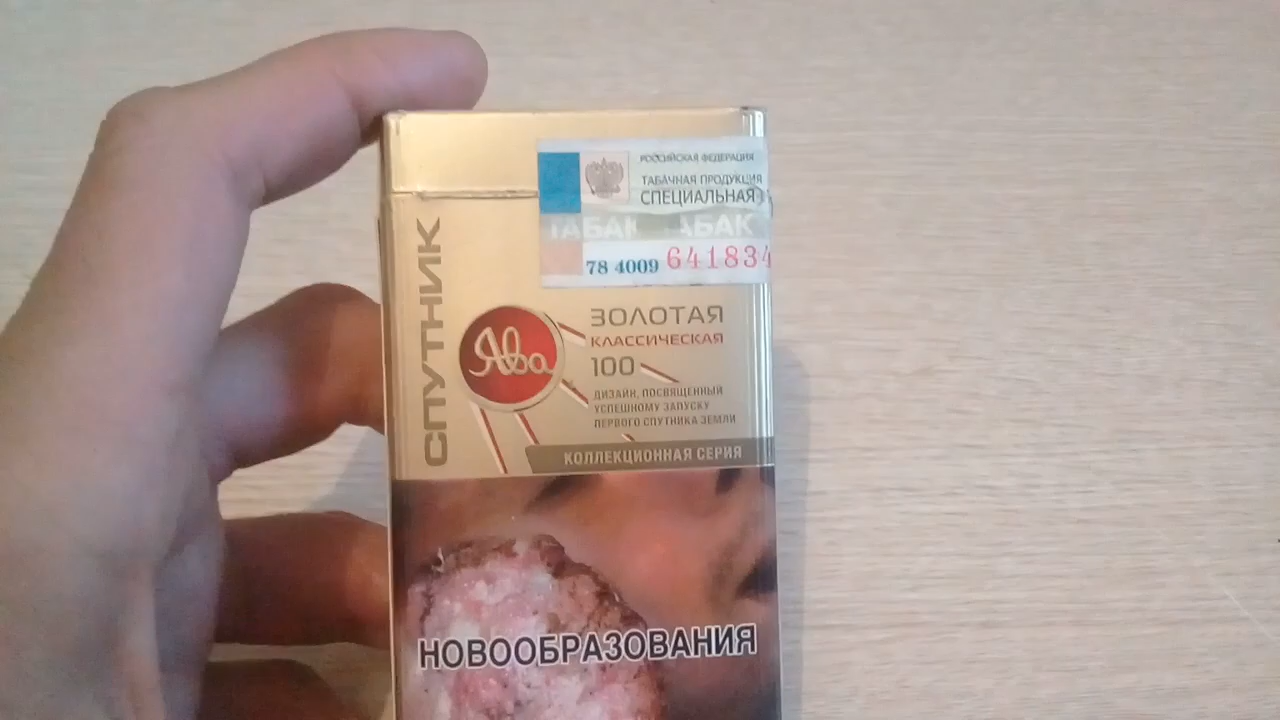 РОССИЙСКАЯ ФЕДЕРАЦИЯ
ТАБАЧНАЯ ПРОДУКЦИЯ
СПЕЦИАЛЬНАЯ
ТАБАК ТАБАК
78 4009 641834
СПУТНИК
Ява
ЗОЛОТАЯ
КЛАССИЧЕСКАЯ
100
ДИЗАЙН, ПОСВЯЩЕННЫЙ
УСПЕШНОМУ ЗАПУСКУ
ПЕРВОГО СПУТНИКА ЗЕМЛИ
КОЛЛЕКЦИОННАЯ СЕРИЯ
НОВООБРАЗОВАНИЯ